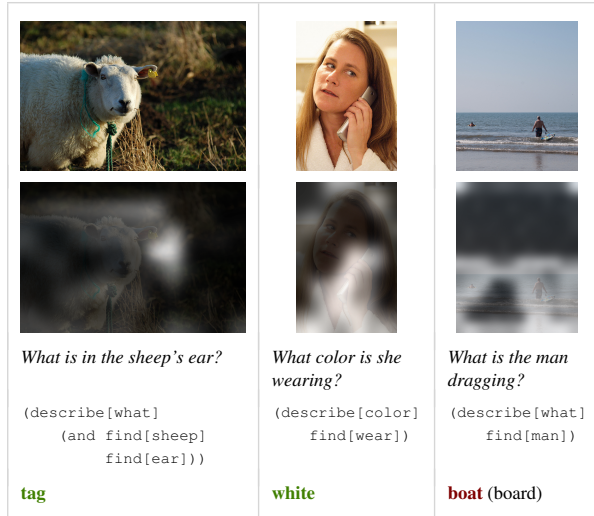 What is in the sheep's ear?
(describe[what]
(and find[sheep]
find[ear]))
tag
What color is she
wearing?
(describe[color]
find[wear])
white
What is the man
dragging?
(describe[what]
find[man])
boat (board)